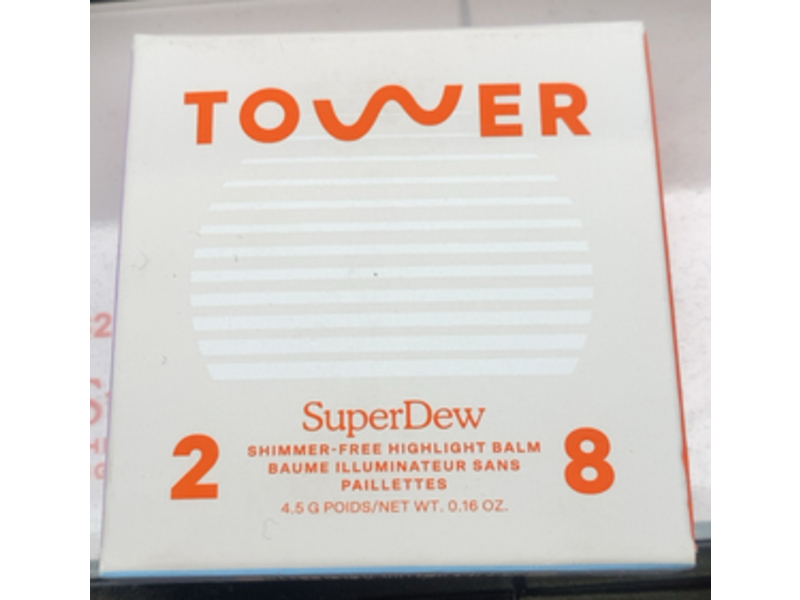 TOWER
SuperDew
2 8
SHIMMER-FREE HIGHLIGHT BALM
BAUME ILLUMINATEUR SANS
PAILLETTES
4.5 G POIDS/NET WT. 0.16 OZ.